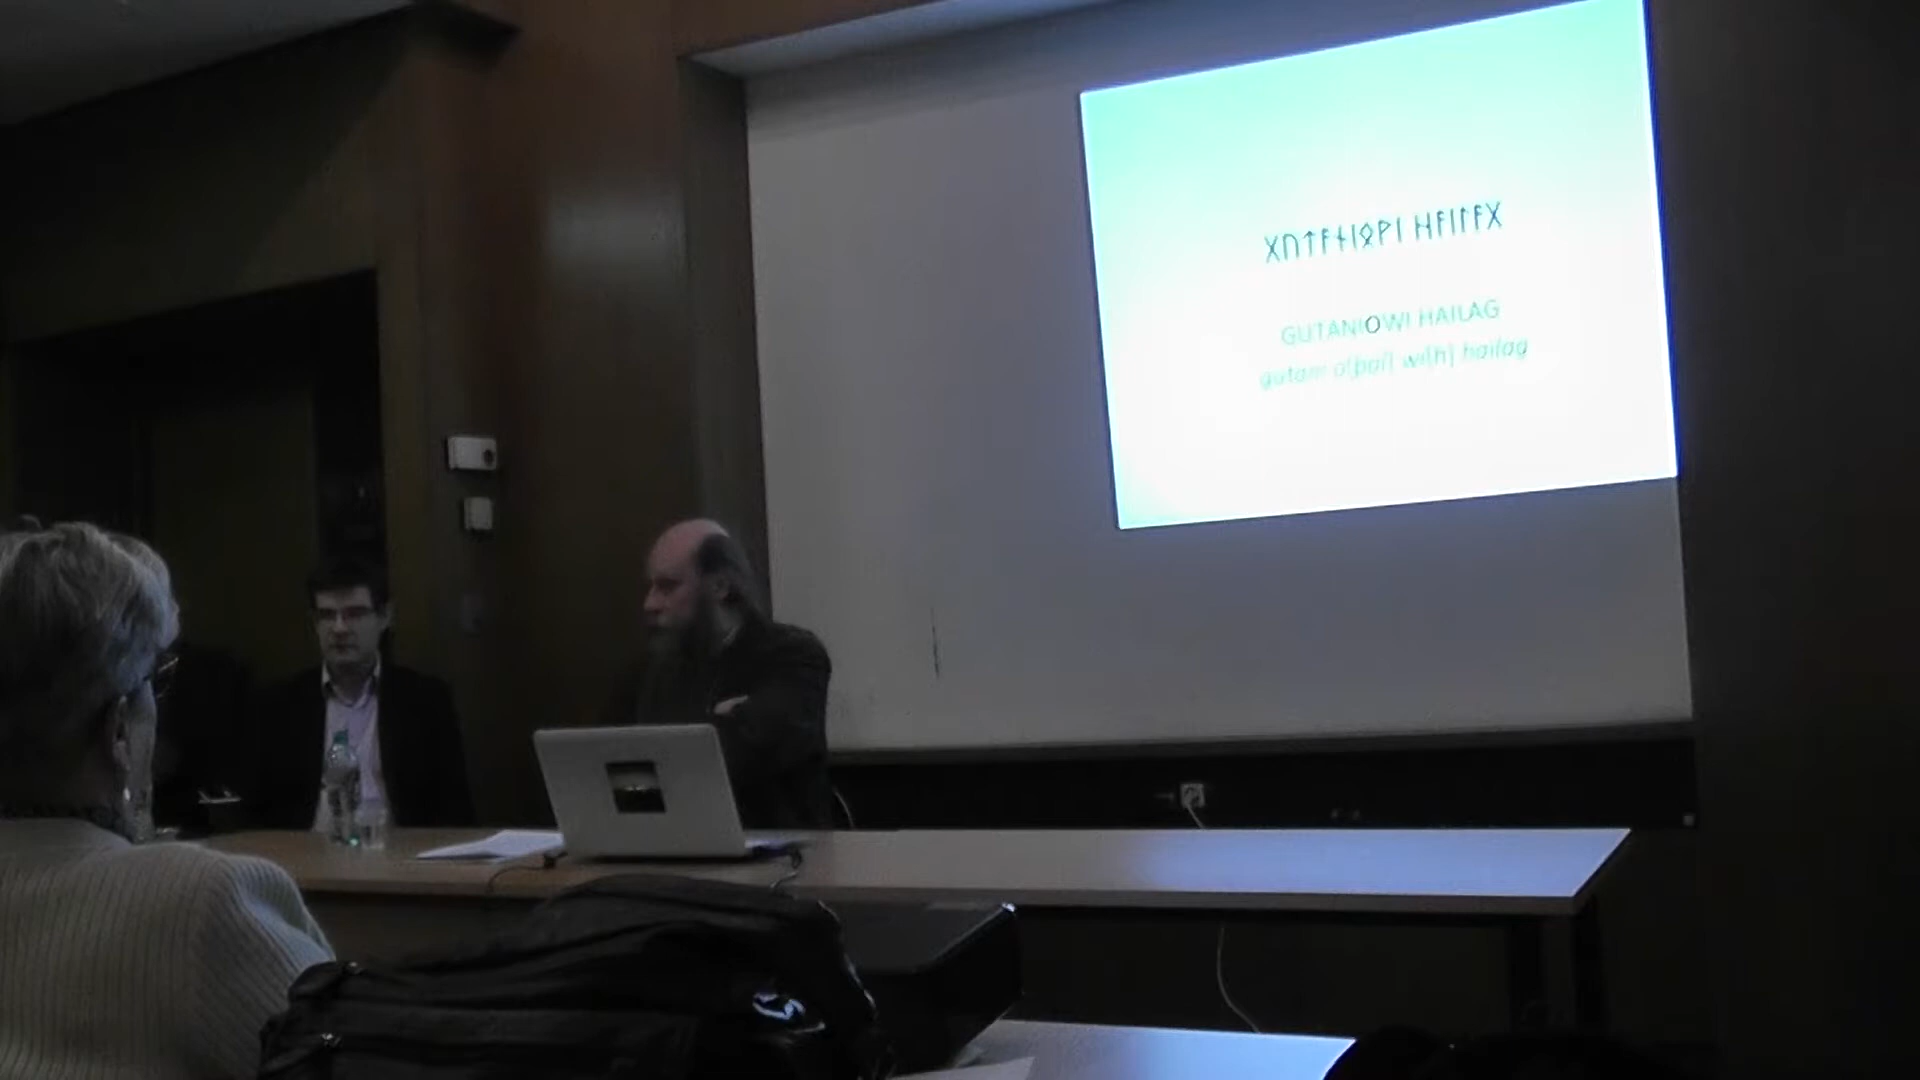 ᚷᚢᛏᚨᚾᛁᛟᚹᛁ ᚺᚨᛁᛚᚨᚷ
GUTANIOWI HAILAG
gutani o[þal] wi[h] hailag